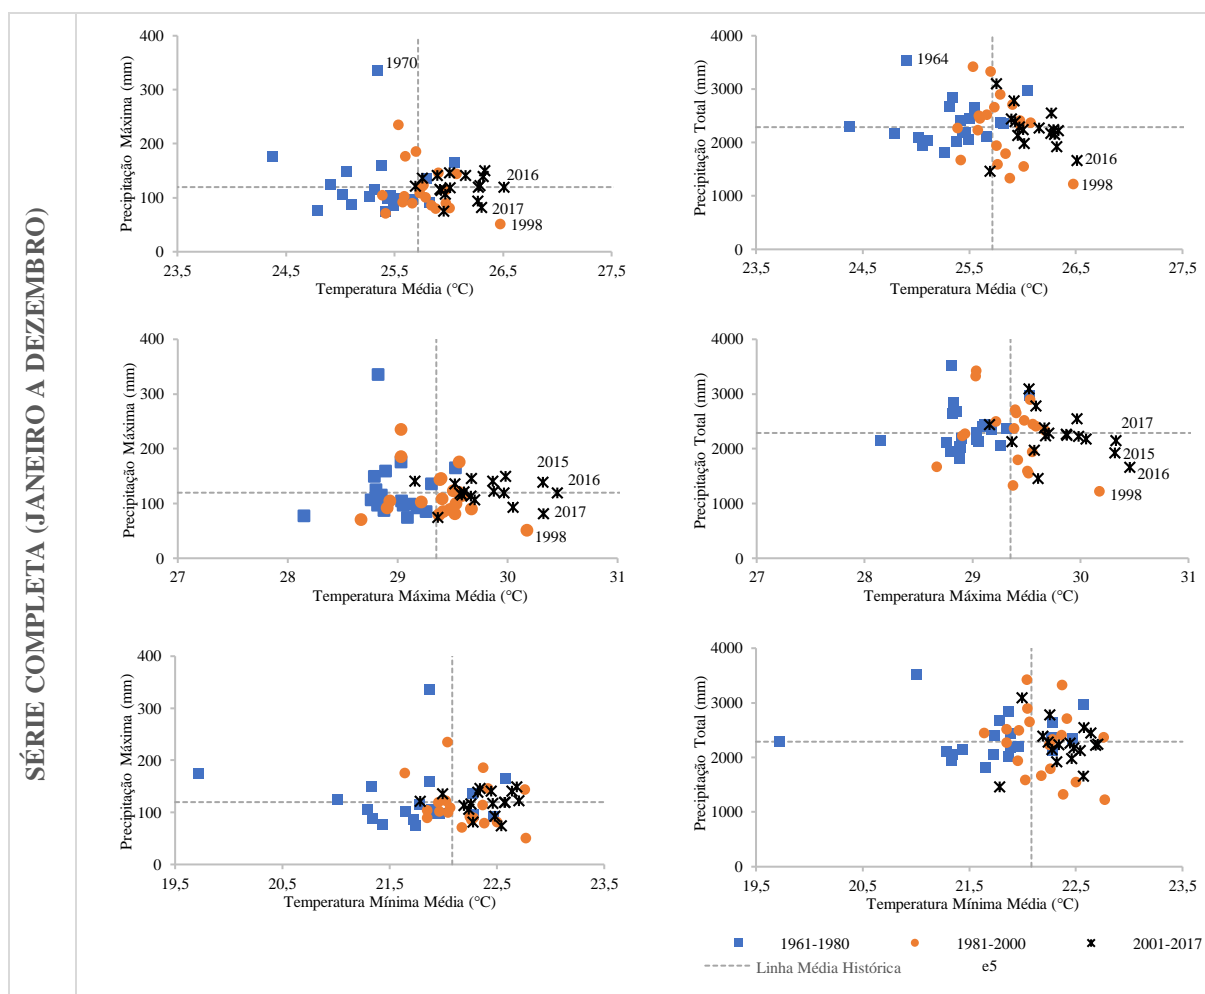 SÉRIE COMPLETA (JANEIRO A DEZEMBRO)
Precipitação Máxima (mm)
400
300
200
100
0
1970
2016
2017
1998
23,5 24,5 25,5 26,5 27,5
Temperatura Média (°C)
Precipitação Total (mm)
4000
3000
2000
1000
0
1964
2016
1998
23,5 24,5 25,5 26,5 27,5
Temperatura Média (°C)
Precipitação Máxima (mm)
400
300
200
100
0
2015
2016
2017
1998
27 28 29 30 31
Temperatura Máxima Média (°C)
Precipitação Total (mm)
4000
3000
2000
1000
0
2017
2015
2016
1998
27 28 29 30 31
Temperatura Máxima Média (°C)
Precipitação Máxima (mm)
400
300
200
100
0
19,5 20,5 21,5 22,5 23,5
Temperatura Mínima Média (°C)
Precipitação Total (mm)
4000
3000
2000
1000
0
19,5 20,5 21,5 22,5 23,5
Temperatura Mínima Média (°C)
1961-1980 1981-2000 2001-2017
Linha Média Histórica e5